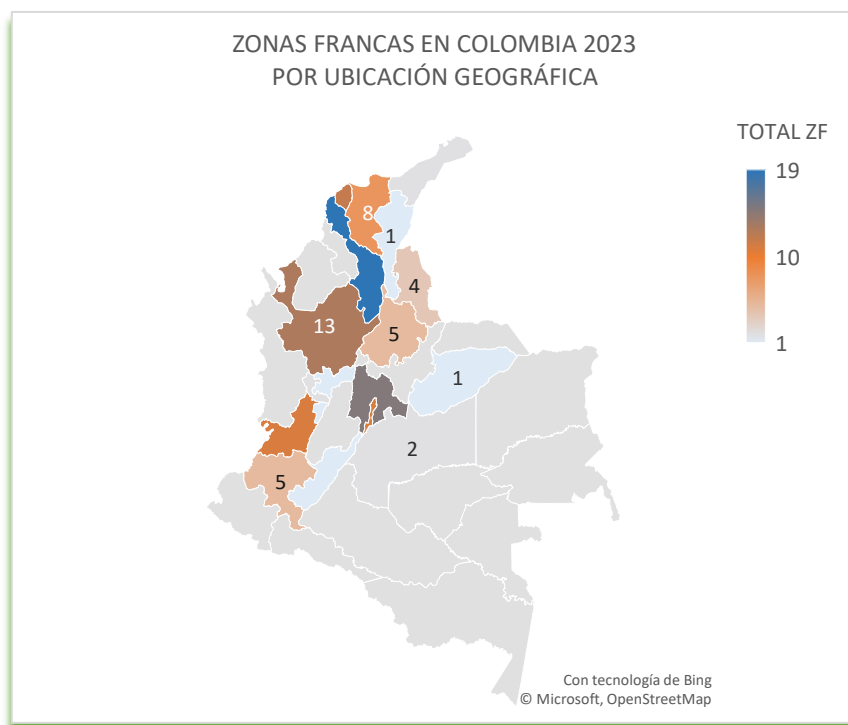 ZONAS FRANCAS EN COLOMBIA 2023
POR UBICACIÓN GEOGRÁFICA
TOTAL ZF
19
10
1
8
1
4
13
5
1
2
5
Con tecnología de Bing
© Microsoft, OpenStreetMap